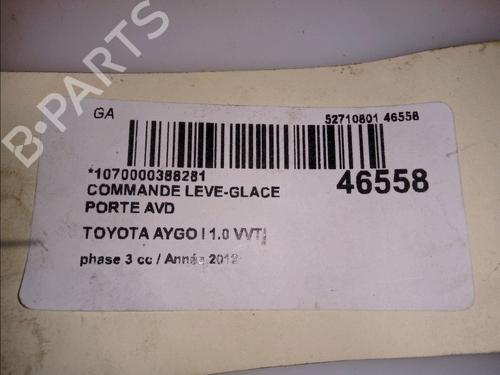 GA
52710801 46558
*1070000388281
46558
COMMANDE LEVE-GLACE
PORTE AVD
TOYOTA AYGO I 1.0 VVTI
phase 3 cc / Année 2012
B-PARTS